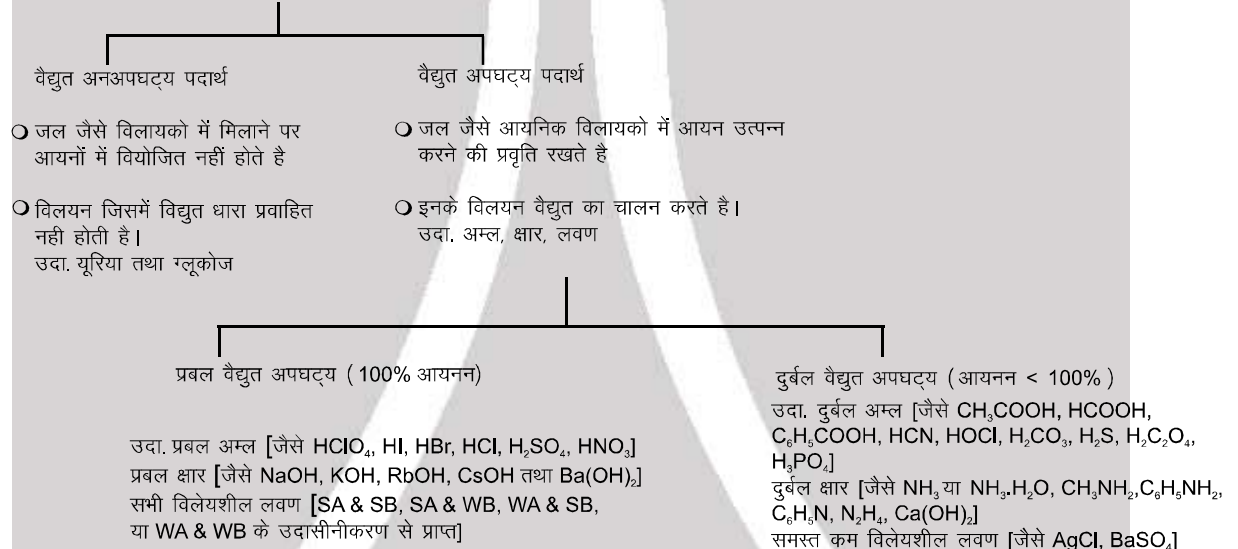 वैद्युत अनअपघट्य पदार्थ
❍ जल जैसे विलायको में मिलाने पर
आयनों में वियोजित नहीं होते है
❍ विलयन जिसमें विद्युत धारा प्रवाहित
नही होती है।
उदा. यूरिया तथा ग्लूकोज
वैद्युत अपघट्य पदार्थ
❍ जल जैसे आयनिक विलायको में आयन उत्पन्न
करने की प्रवृति रखते है
❍ इनके विलयन वैद्युत का चालन करते है।
उदा. अम्ल, क्षार, लवण
प्रबल वैद्युत अपघट्य (100% आयनन)
उदा. प्रबल अम्ल [जैसे HClO₄, HI, HBr, HCl, H₂SO₄, HNO₃]
प्रबल क्षार [जैसे NaOH, KOH, RbOH, CsOH तथा Ba(OH)₂]
सभी विलेयशील लवण [SA & SB, SA & WB, WA & SB,
या WA & WB के उदासीनीकरण से प्राप्त]
दुर्बल वैद्युत अपघट्य (आयनन < 100%)
उदा. दुर्बल अम्ल [जैसे CH₃COOH, HCOOH,
C₆H₅COOH, HCN, HOCl, H₂CO₃, H₂S, H₂C₂O₄,
H₃PO₄]
दुर्बल क्षार [जैसे NH₃ या NH₃.H₂O, CH₃NH₂,C₆H₅NH₂,
C₆H₅N, N₂H₄, Ca(OH)₂]
समस्त कम विलेयशील लवण [जैसे AgCl, BaSO₄]